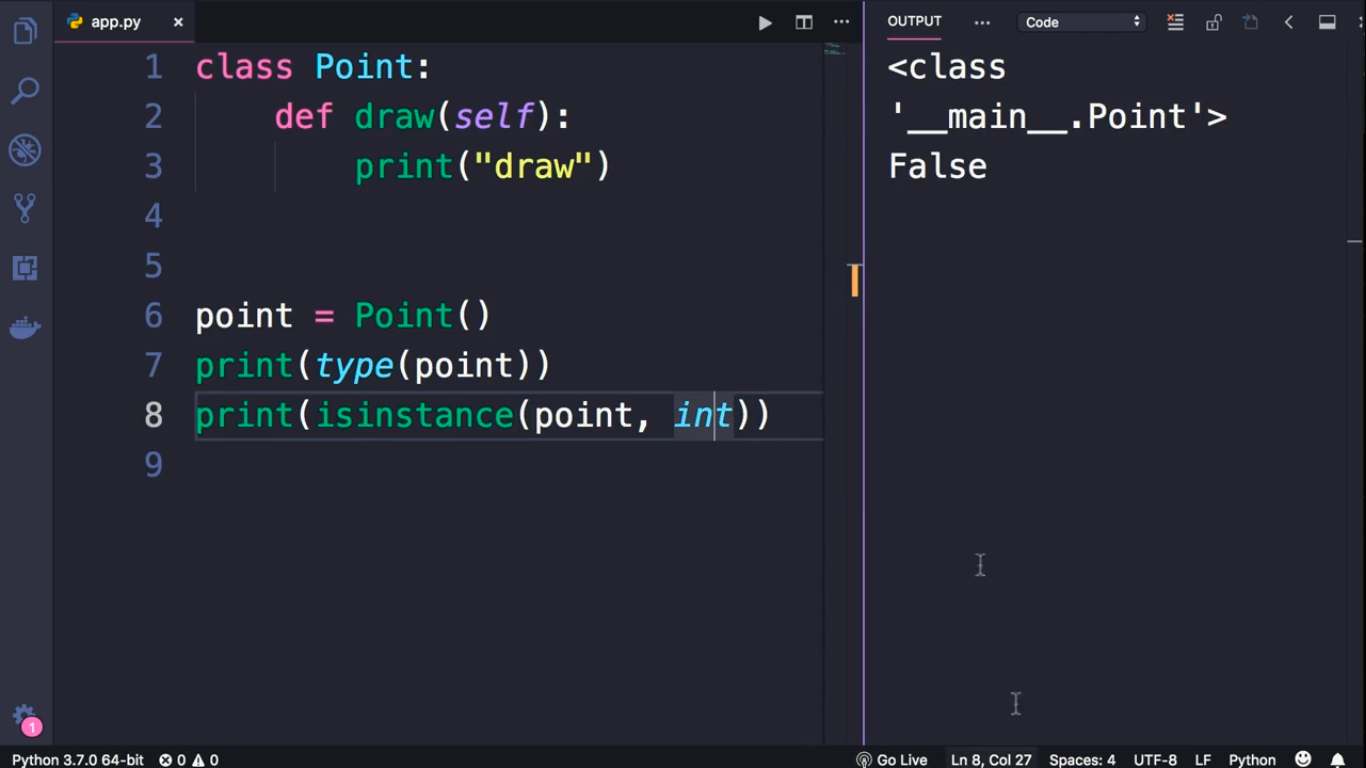 app.py
OUTPUT
Code
1 class Point:
2     def draw(self):
3         print("draw")
4
5
6 point = Point()
7 print(type(point))
8 print(isinstance(point, int))
9
<class
'__main__.Point'>
False
1
Python 3.7.0 64-bit 0 0 Go Live Ln 8, Col 27 Spaces: 4 UTF-8 LF Python